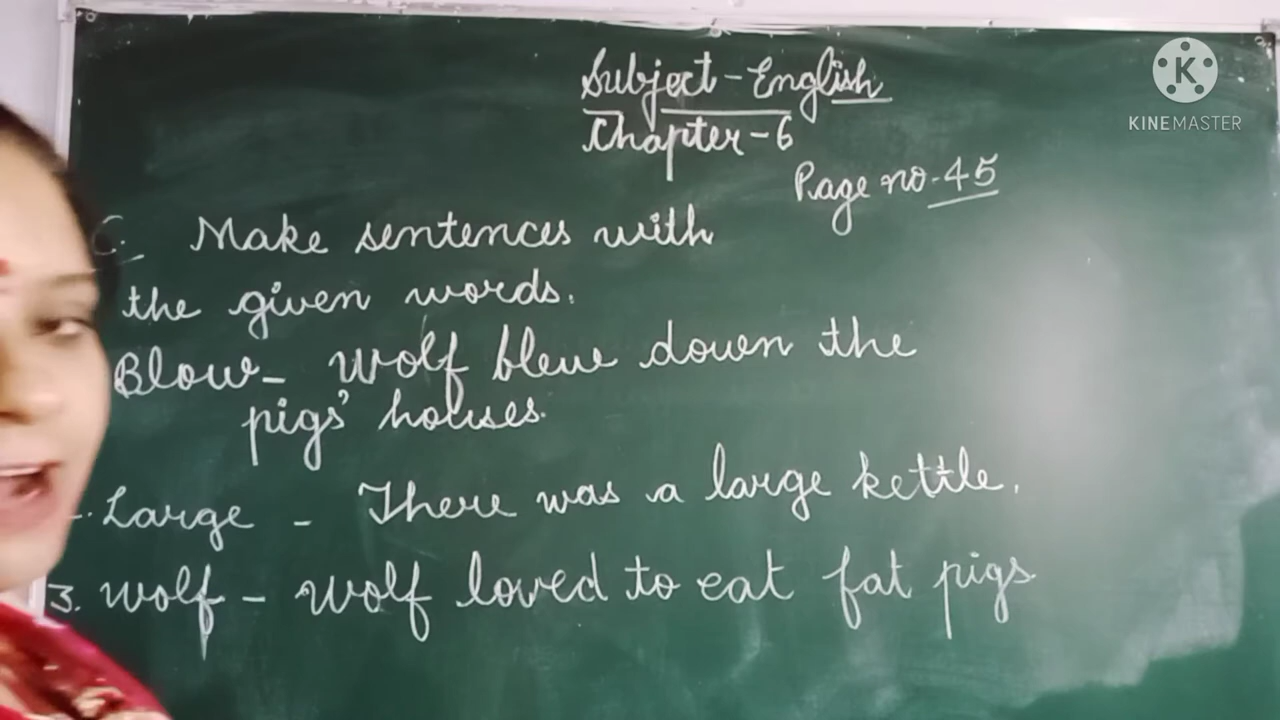 Subject - English
Chapter - 6
Page no. 45
C. Make sentences with
the given words.
Blow - Wolf blew down the
pigs' houses.
Large - There was a large kettle.
3. Wolf - Wolf loved to eat fat pigs
K
KINEMASTER